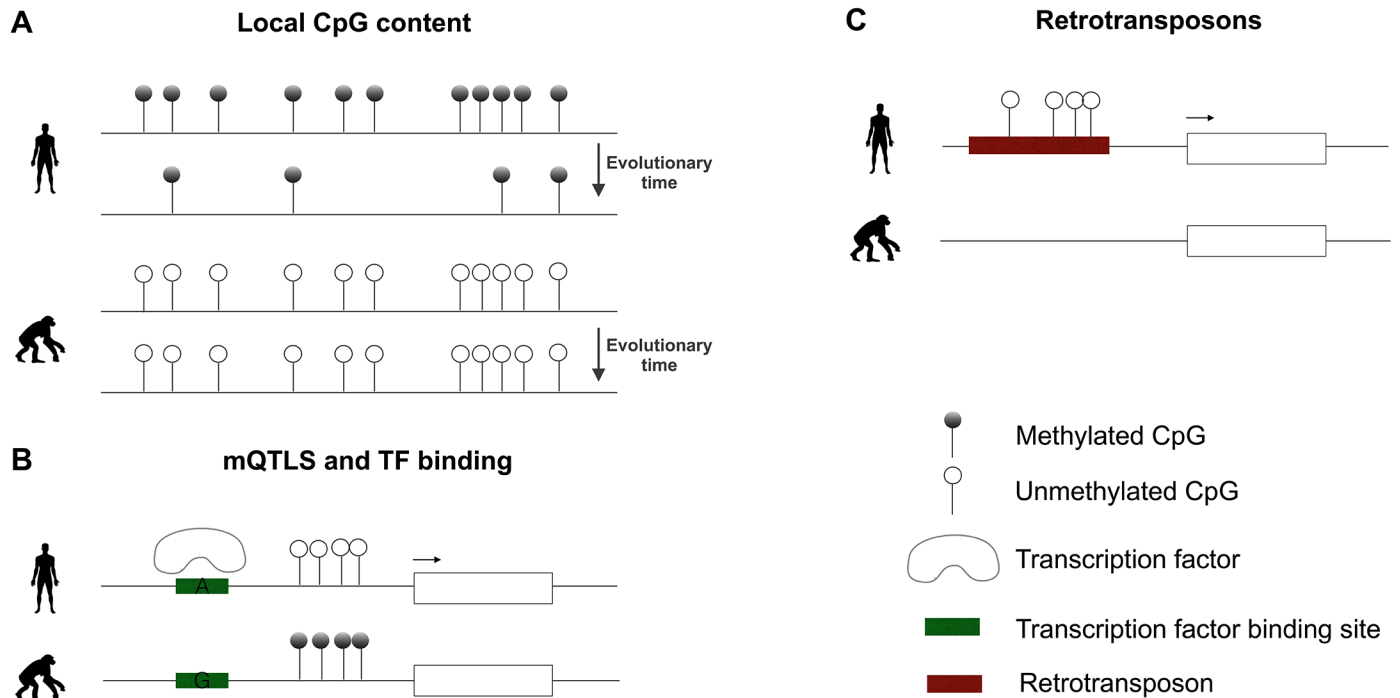 A
Local CpG content
Evolutionary
time
Evolutionary
time
B
mQTLS and TF binding
A
G
C
Retrotransposons
Methylated CpG
Unmethylated CpG
Transcription factor
Transcription factor binding site
Retrotransposon